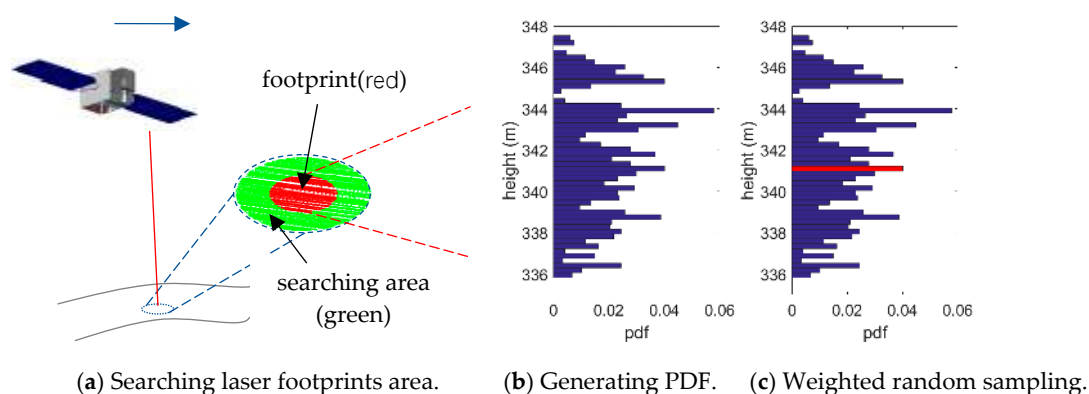 footprint(red)
searching area
(green)
348
346
344
342
340
338
336
height (m)
0
0.02
0.04
0.06
pdf
348
346
344
342
340
338
336
height (m)
0
0.02
0.04
0.06
pdf
(a) Searching laser footprints area.
(b) Generating PDF.
(c) Weighted random sampling.